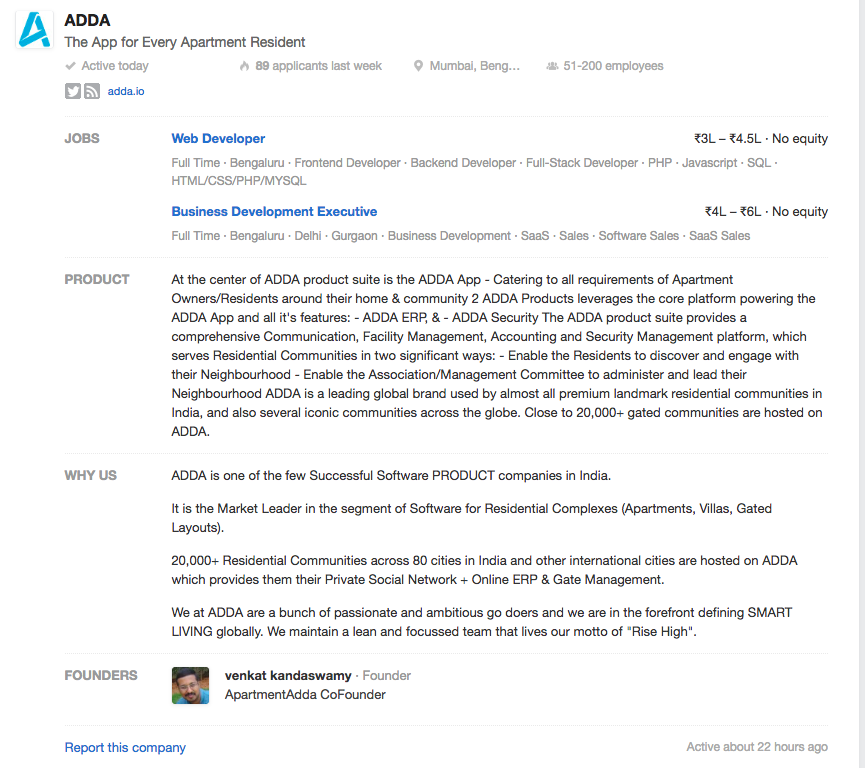 ADDA
The App for Every Apartment Resident
Active today 89 applicants last week Mumbai, Beng... 51-200 employees
adda.io
JOBS
Web Developer ₹3L – ₹4.5L · No equity
Full Time · Bengaluru · Frontend Developer · Backend Developer · Full-Stack Developer · PHP · Javascript · SQL ·
HTML/CSS/PHP/MYSQL
Business Development Executive ₹4L – ₹6L · No equity
Full Time · Bengaluru · Delhi · Gurgaon · Business Development · SaaS · Sales · Software Sales · SaaS Sales
PRODUCT
At the center of ADDA product suite is the ADDA App - Catering to all requirements of Apartment
Owners/Residents around their home & community 2 ADDA Products leverages the core platform powering the
ADDA App and all it's features: - ADDA ERP, & - ADDA Security The ADDA product suite provides a
comprehensive Communication, Facility Management, Accounting and Security Management platform, which
serves Residential Communities in two significant ways: - Enable the Residents to discover and engage with
their Neighbourhood - Enable the Association/Management Committee to administer and lead their
Neighbourhood ADDA is a leading global brand used by almost all premium landmark residential communities in
India, and also several iconic communities across the globe. Close to 20,000+ gated communities are hosted on
ADDA.
WHY US
ADDA is one of the few Successful Software PRODUCT companies in India.
It is the Market Leader in the segment of Software for Residential Complexes (Apartments, Villas, Gated
Layouts).
20,000+ Residential Communities across 80 cities in India and other international cities are hosted on ADDA
which provides them their Private Social Network + Online ERP & Gate Management.
We at ADDA are a bunch of passionate and ambitious go doers and we are in the forefront defining SMART
LIVING globally. We maintain a lean and focussed team that lives our motto of "Rise High".
FOUNDERS
venkat kandaswamy · Founder
ApartmentAdda CoFounder
Report this company Active about 22 hours ago